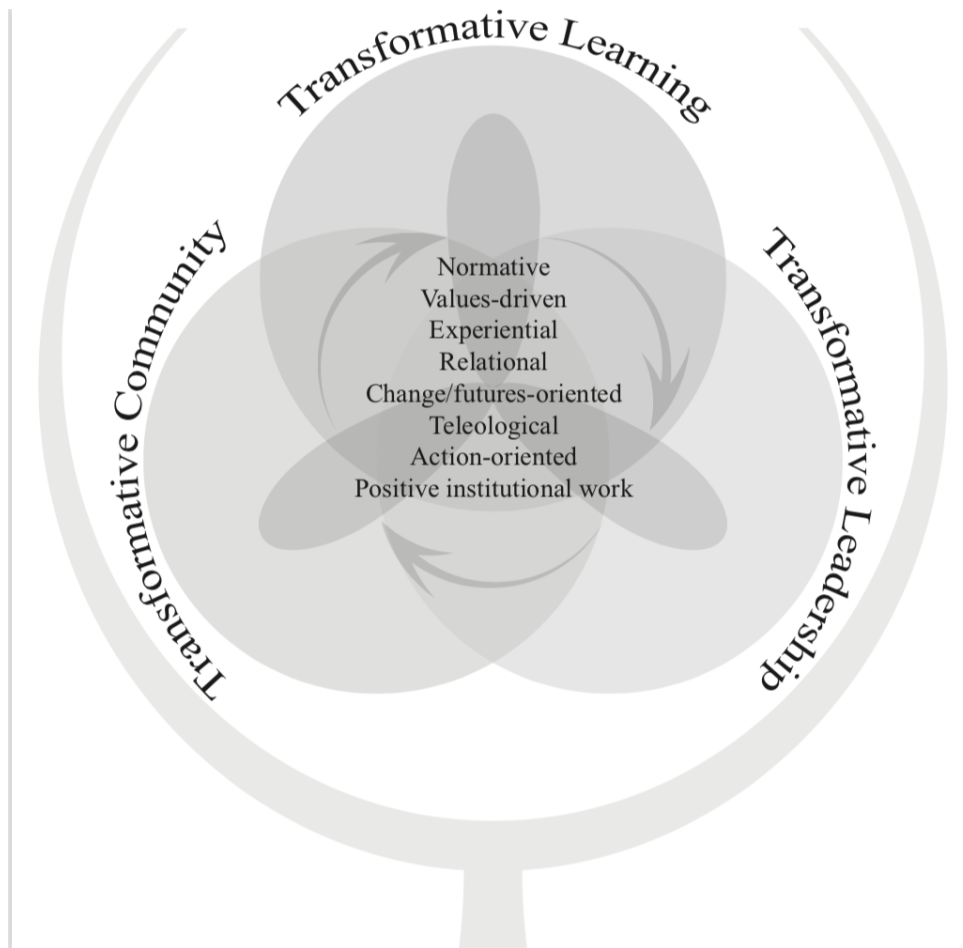 Transformative Learning
Transformative Community
Transformative Leadership
Normative
Values-driven
Experiential
Relational
Change/futures-oriented
Teleological
Action-oriented
Positive institutional work